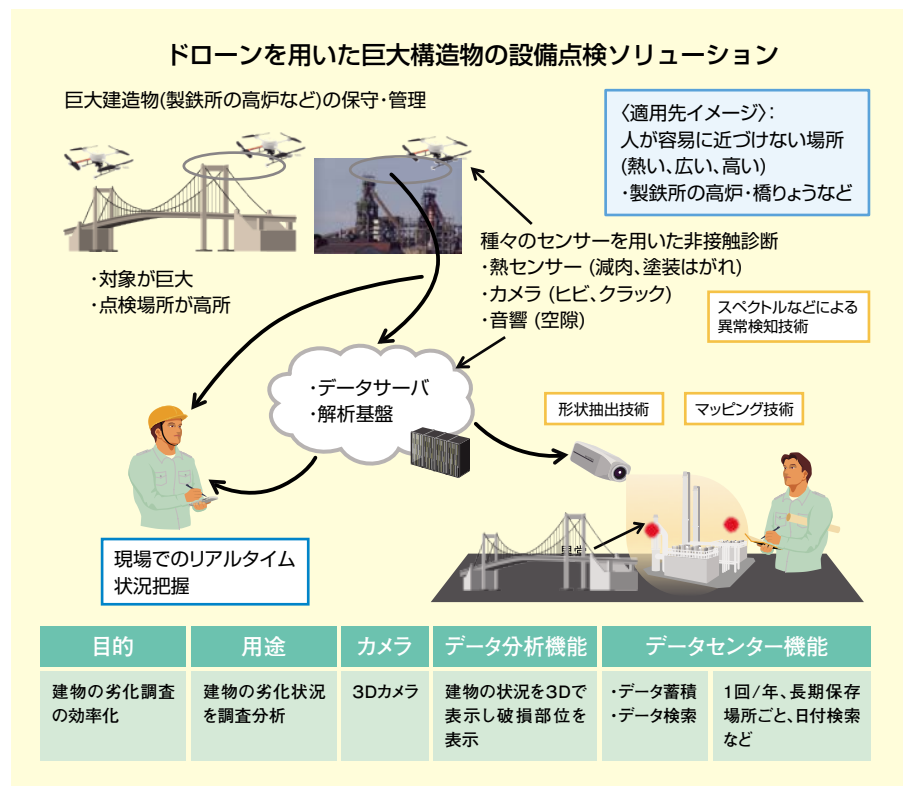 ドローンを用いた巨大構造物の設備点検ソリューション
巨大建造物(製鉄所の高炉など)の保守・管理
〈適用先イメージ〉:
人が容易に近づけない場所
(熱い、広い、高い)
・製鉄所の高炉・橋りょうなど
種々のセンサーを用いた非接触診断
・熱センサー (減肉、塗装はがれ)
・カメラ (ヒビ、クラック)
・音響 (空隙)
・対象が巨大
・点検場所が高所
スペクトルなどによる
異常検知技術
・データサーバ
・解析基盤
形状抽出技術
マッピング技術
現場でのリアルタイム
状況把握
目的
用途
カメラ
データ分析機能
データセンター機能
建物の劣化調査
の効率化
建物の劣化状況
を調査分析
3Dカメラ
建物の状況を3Dで
表示し破損部位を
表示
・データ蓄積
・データ検索
1回/年、長期保存
場所ごと、日付検索
など